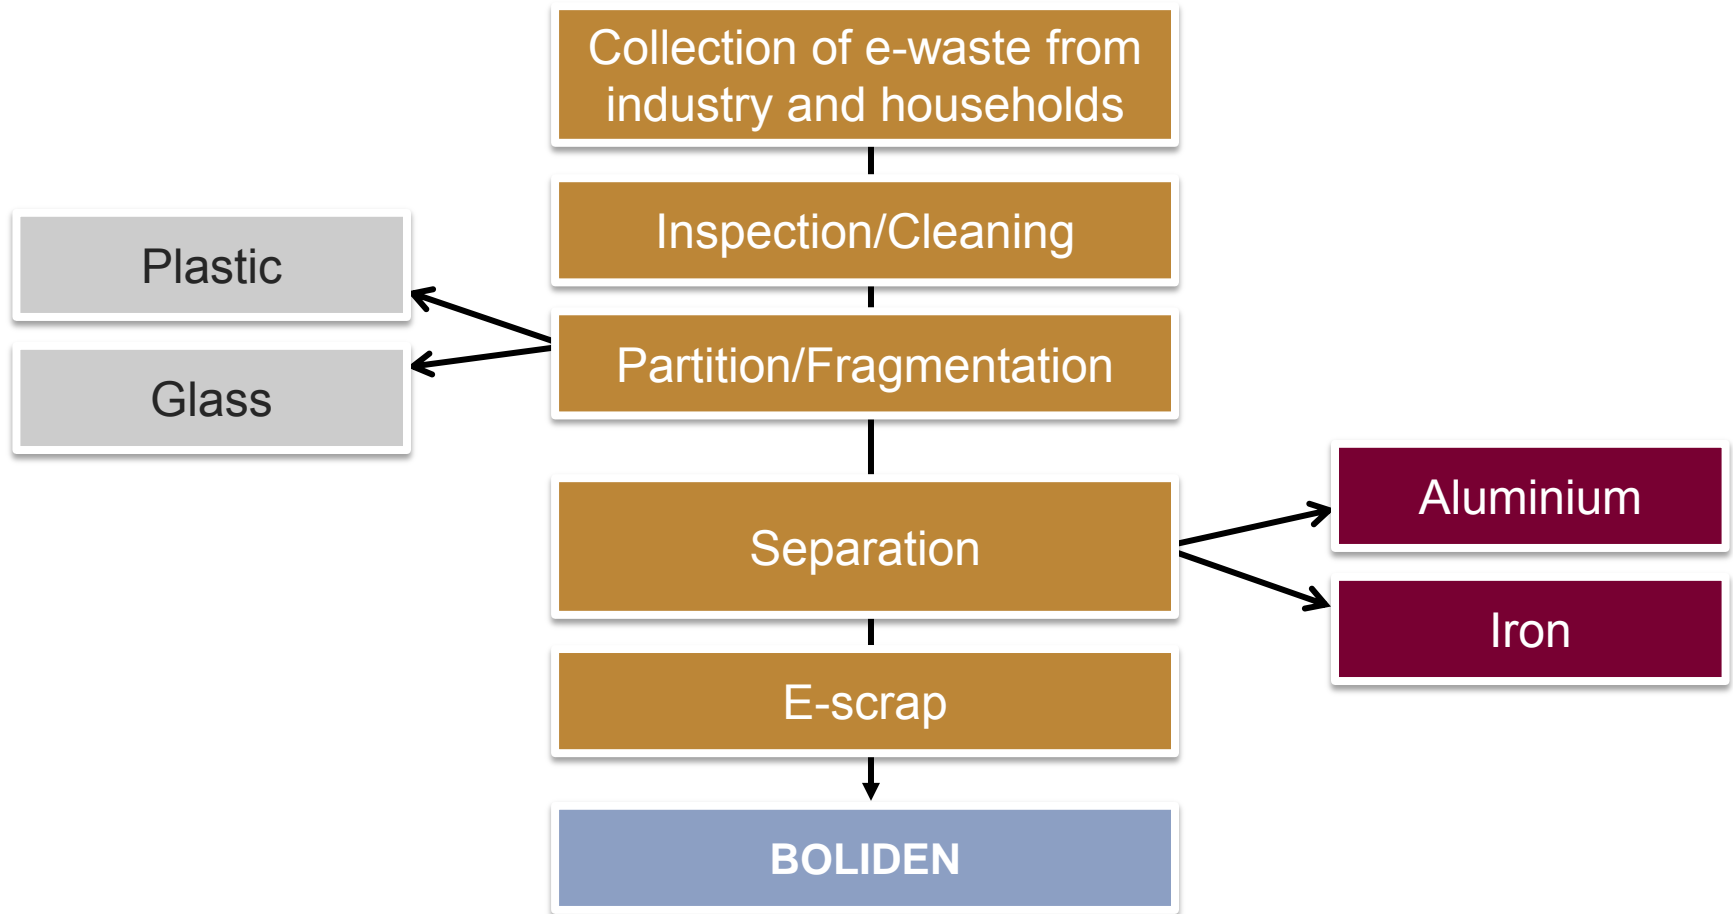 Collection of e-waste from
industry and households
Inspection/Cleaning
Plastic
Partition/Fragmentation
Glass
Aluminium
Separation
Iron
E-scrap
BOLIDEN